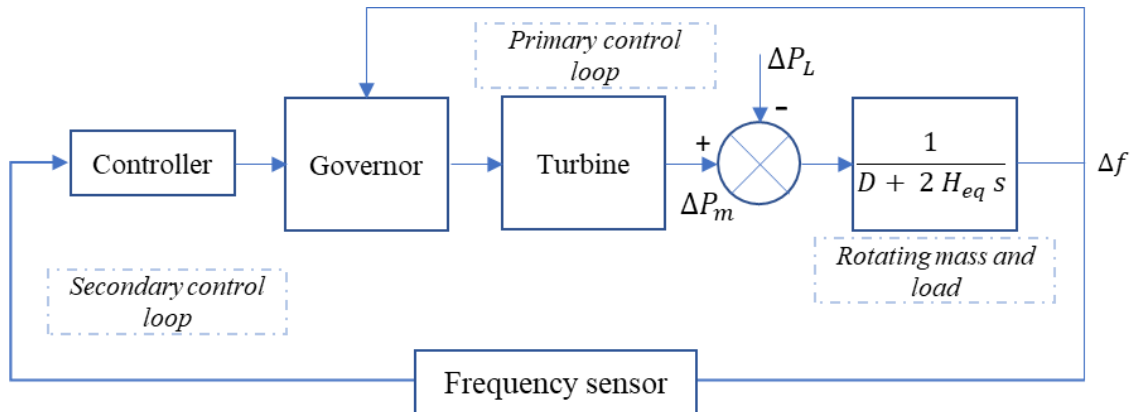 Primary control
loop
ΔP_L
-
Controller
Governor
Turbine
+
ΔP_m
1
D + 2 H_eq s
Δf
Secondary control
loop
Rotating mass and
load
Frequency sensor